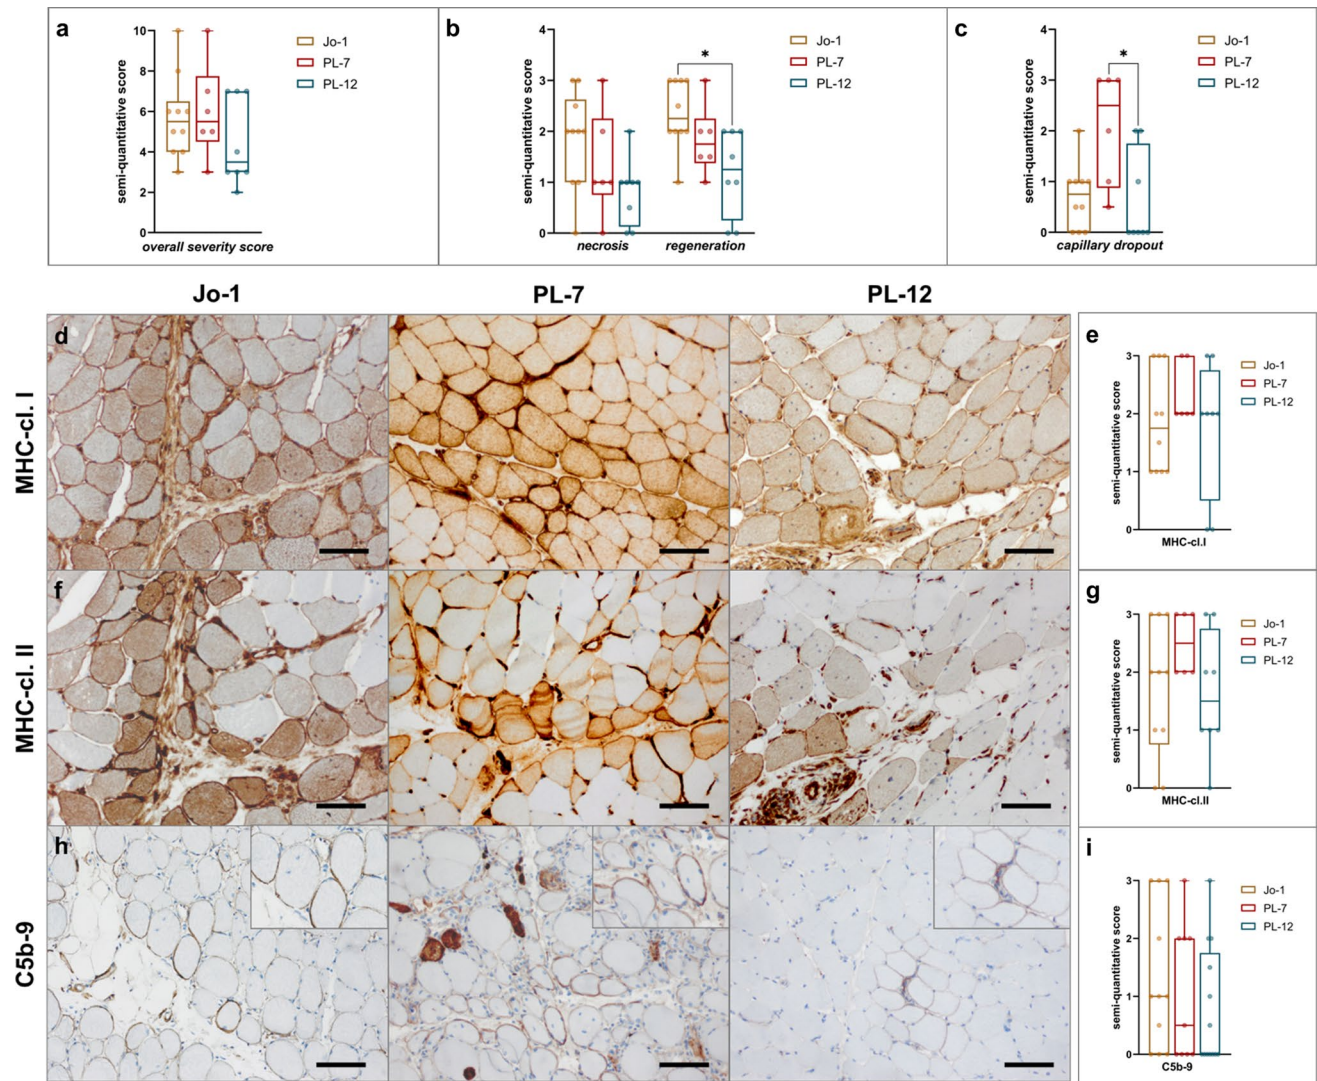 a
semi-quantitative score
10
8
6
4
2
0
overall severity score
Jo-1
PL-7
PL-12
b
semi-quantitative score
4
3
2
1
0
*
necrosis
regeneration
Jo-1
PL-7
PL-12
c
semi-quantitative score
4
3
2
1
0
*
capillary dropout
Jo-1
PL-7
PL-12
Jo-1
PL-7
PL-12
MHC-cl. I
d
e
semi-quantitative score
3
2
1
0
MHC-cl.I
Jo-1
PL-7
PL-12
MHC-cl. II
f
g
semi-quantitative score
3
2
1
0
MHC-cl.II
Jo-1
PL-7
PL-12
C5b-9
h
i
semi-quantitative score
3
2
1
0
C5b-9
Jo-1
PL-7
PL-12